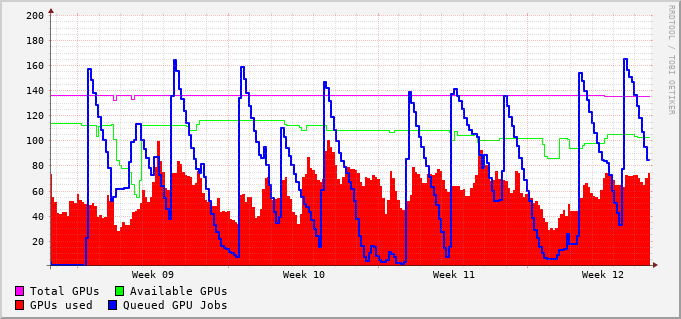 200
180
160
140
120
100
80
60
40
20
Week 09 Week 10 Week 11 Week 12
Total GPUs Available GPUs
GPUs used Queued GPU Jobs
RRDTOOL / TOBI OETIKER